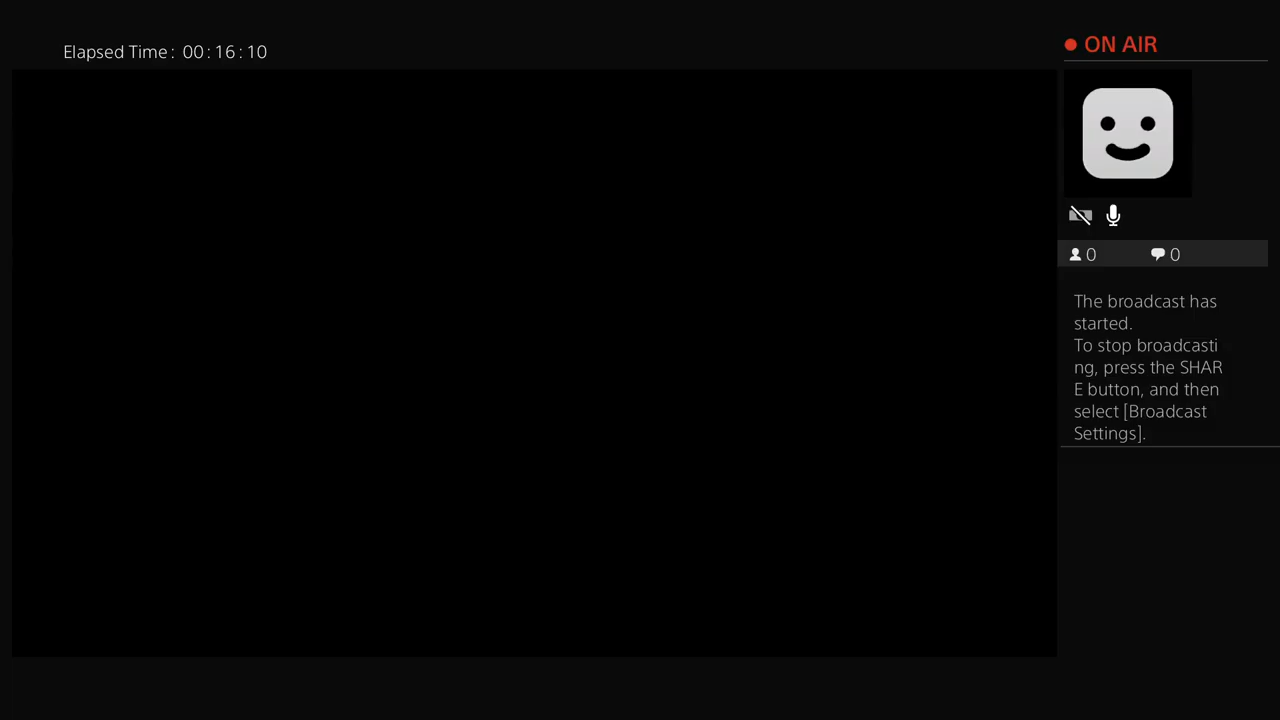 Elapsed Time: 00:16:10
ON AIR
0 0
The broadcast has
started.
To stop broadcasti
ng, press the SHAR
E button, and then
select [Broadcast
Settings].